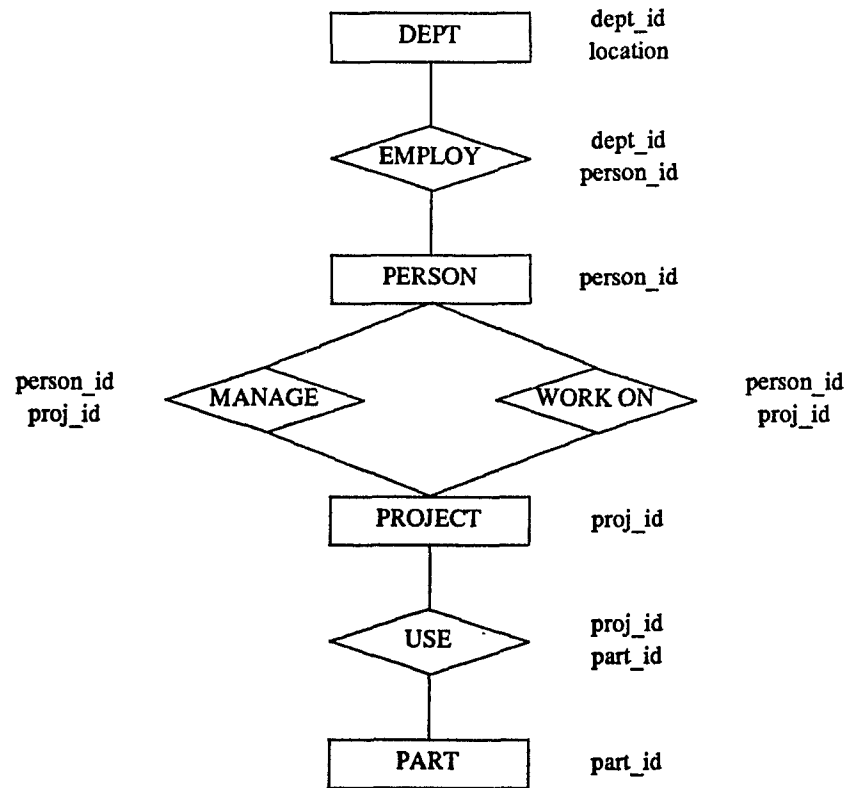 DEPT
dept_id
location
EMPLOY
dept_id
person_id
PERSON
person_id
person_id
proj_id
MANAGE
WORK ON
person_id
proj_id
PROJECT
proj_id
USE
proj_id
part_id
PART
part_id